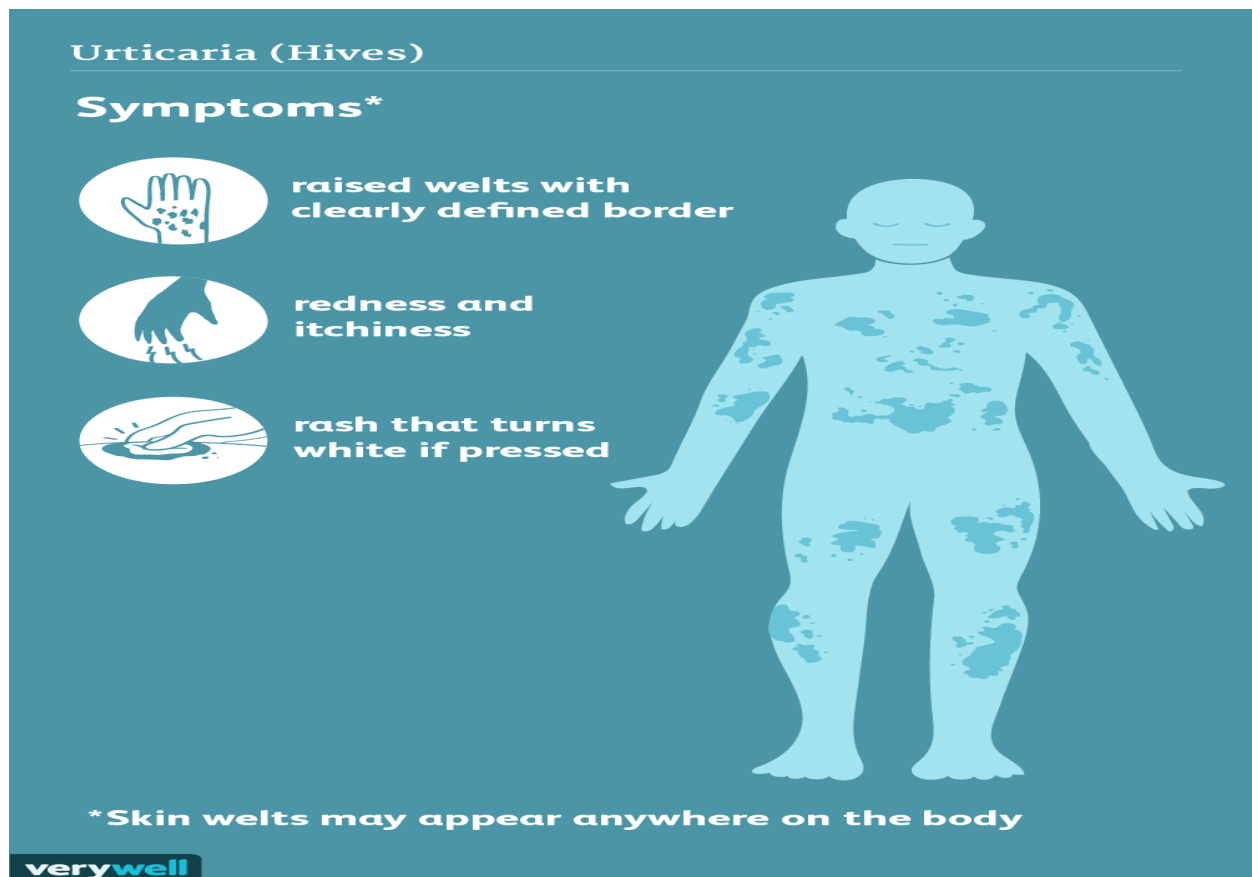 Urticaria (Hives)
Symptoms*
raised welts with
clearly defined border
redness and
itchiness
rash that turns
white if pressed
*Skin welts may appear anywhere on the body
verywell